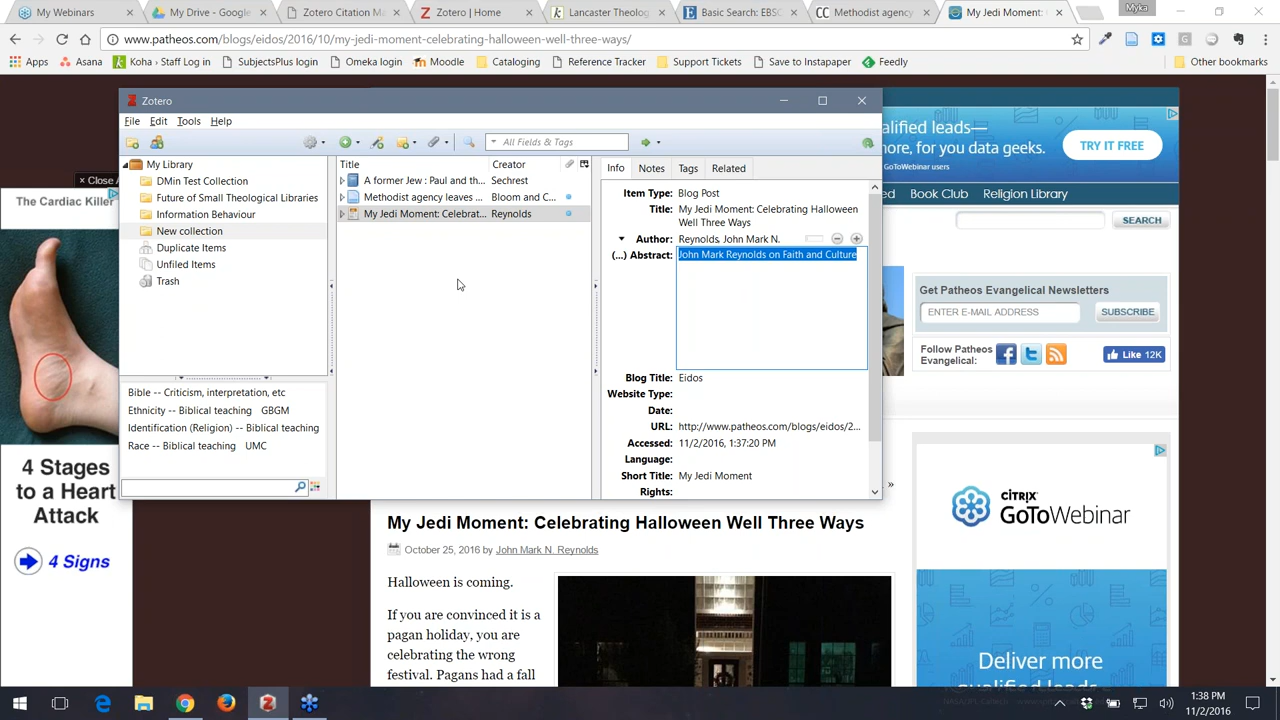 My Webinars
My Drive - Google
Zotero Citation Ma
Zotero | Home
Lancaster Theolog
Basic Search: EBSC
Methodist agency
My Jedi Moment: C
Myka
www.patheos.com/blogs/eidos/2016/10/my-jedi-moment-celebrating-halloween-well-three-ways/
Apps
Asana
Koha › Staff Log in
SubjectsPlus login
Omeka login
Moodle
Cataloging
Reference Tracker
Support Tickets
Save to Instapaper
Feedly
Other bookmarks
Zotero
File Edit Tools Help
All Fields & Tags
My Library
DMin Test Collection
Future of Small Theological Libraries
Information Behaviour
New collection
Duplicate Items
Unfiled Items
Trash
Bible -- Criticism, interpretation, etc
Ethnicity -- Biblical teaching GBGM
Identification (Religion) -- Biblical teaching
Race -- Biblical teaching UMC
Title Creator
A former Jew : Paul and th... Sechrest
Methodist agency leaves ... Bloom and C...
My Jedi Moment: Celebrat... Reynolds
Info Notes Tags Related
Item Type: Blog Post
Title: My Jedi Moment: Celebrating Halloween
Well Three Ways
Author: Reynolds, John Mark N.
(...) Abstract: John Mark Reynolds on Faith and Culture
Blog Title: Eidos
Website Type:
Date:
URL: http://www.patheos.com/blogs/eidos/2...
Accessed: 11/2/2016, 1:37:20 PM
Language:
Short Title: My Jedi Moment
Rights:
Close A
The Cardiac Killer
4 Stages
to a Heart
Attack
4 Signs
alified leads—
more, for you data geeks.
GoToWebinar users
TRY IT FREE
ed
Book Club
Religion Library
SEARCH
Get Patheos Evangelical Newsletters
ENTER E-MAIL ADDRESS
SUBSCRIBE
Follow Patheos
Evangelical:
Like 12K
»
My Jedi Moment: Celebrating Halloween Well Three Ways
October 25, 2016 by John Mark N. Reynolds
Halloween is coming.
If you are convinced it is a
pagan holiday, you are
celebrating the wrong
festival. Pagans had a fall
CITRIX
GoToWebinar
Deliver more
qualified leads—
1:38 PM
11/2/2016